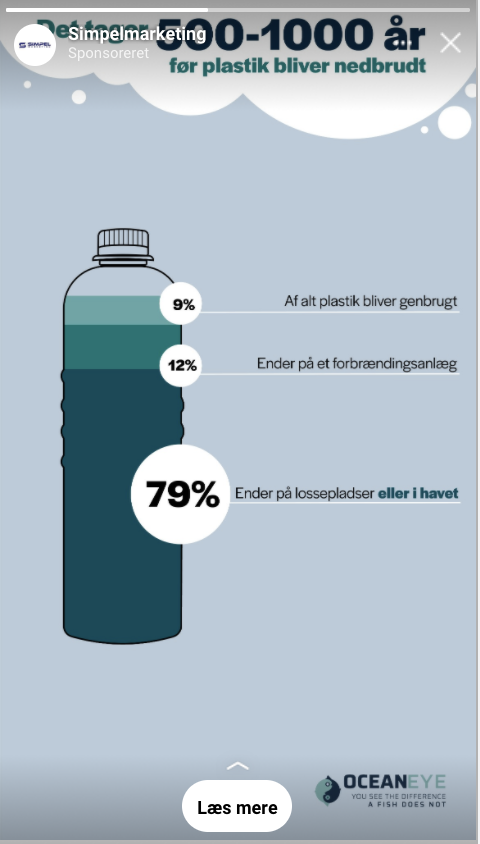 Det tager 500-1000 år
Simpelmarketing
Sponsoreret
før plastik bliver nedbrudt
SIMPEL
9%
Af alt plastik bliver genbrugt
12%
Ender på et forbrændingsanlæg
79%
Ender på lossepladser eller i havet
Læs mere
OCEANEYE
YOU SEE THE DIFFERENCE
A FISH DOES NOT